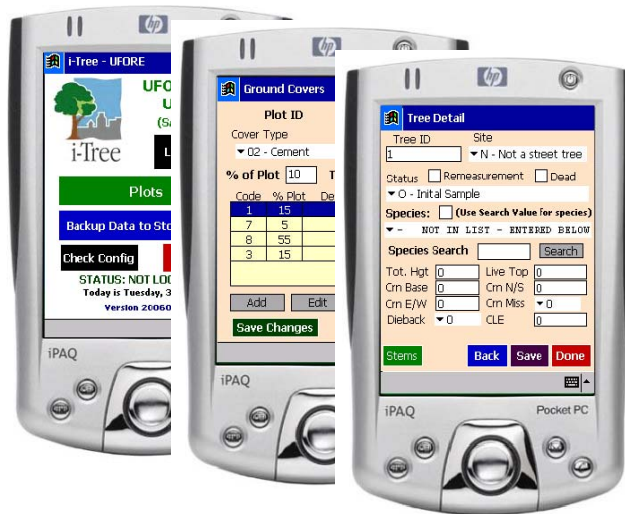 hp
i-Tree - UFORE
UFO
U
(Sa
i-Tree
L
Plots
Backup Data to Sto
Check Config
STATUS: NOT LOC
Today is Tuesday, 3
Version 20060
iPAQ
hp
Ground Covers
Plot ID
Cover Type
02 - Cement
% of Plot 10 T
Code % Plot De
1 15
7 5
8 55
3 15
Add Edit
Save Changes
iPAQ
hp
Tree Detail
Tree ID Site
1 N - Not a street tree
Status Remeasurement Dead
O - Inital Sample
Species: (Use Search Value for species)
- NOT IN LIST - ENTERED BELOW
Species Search Search
Tot. Hgt 0 Live Top 0
Crn Base 0 Crn N/S 0
Crn E/W 0 Crn Miss 0
Dieback 0 CLE 0
Stems Back Save Done
iPAQ Pocket PC